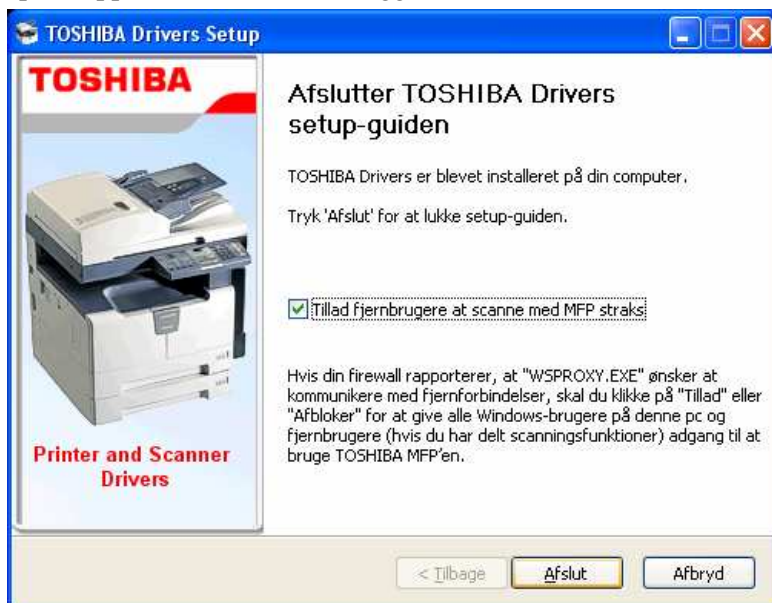 TOSHIBA Drivers Setup
TOSHIBA
Printer and Scanner
Drivers
Afslutter TOSHIBA Drivers
setup-guiden
TOSHIBA Drivers er blevet installeret på din computer.
Tryk 'Afslut' for at lukke setup-guiden.
Tillad fjernbrugere at scanne med MFP straks
Hvis din firewall rapporterer, at "WSPROXY.EXE" ønsker at
kommunikere med fjernforbindelser, skal du klikke på "Tillad" eller
"Afbloker" for at give alle Windows-brugere på denne pc og
fjernbrugere (hvis du har delt scanningsfunktioner) adgang til at
bruge TOSHIBA MFP'en.
< Tilbage
Afslut
Afbryd